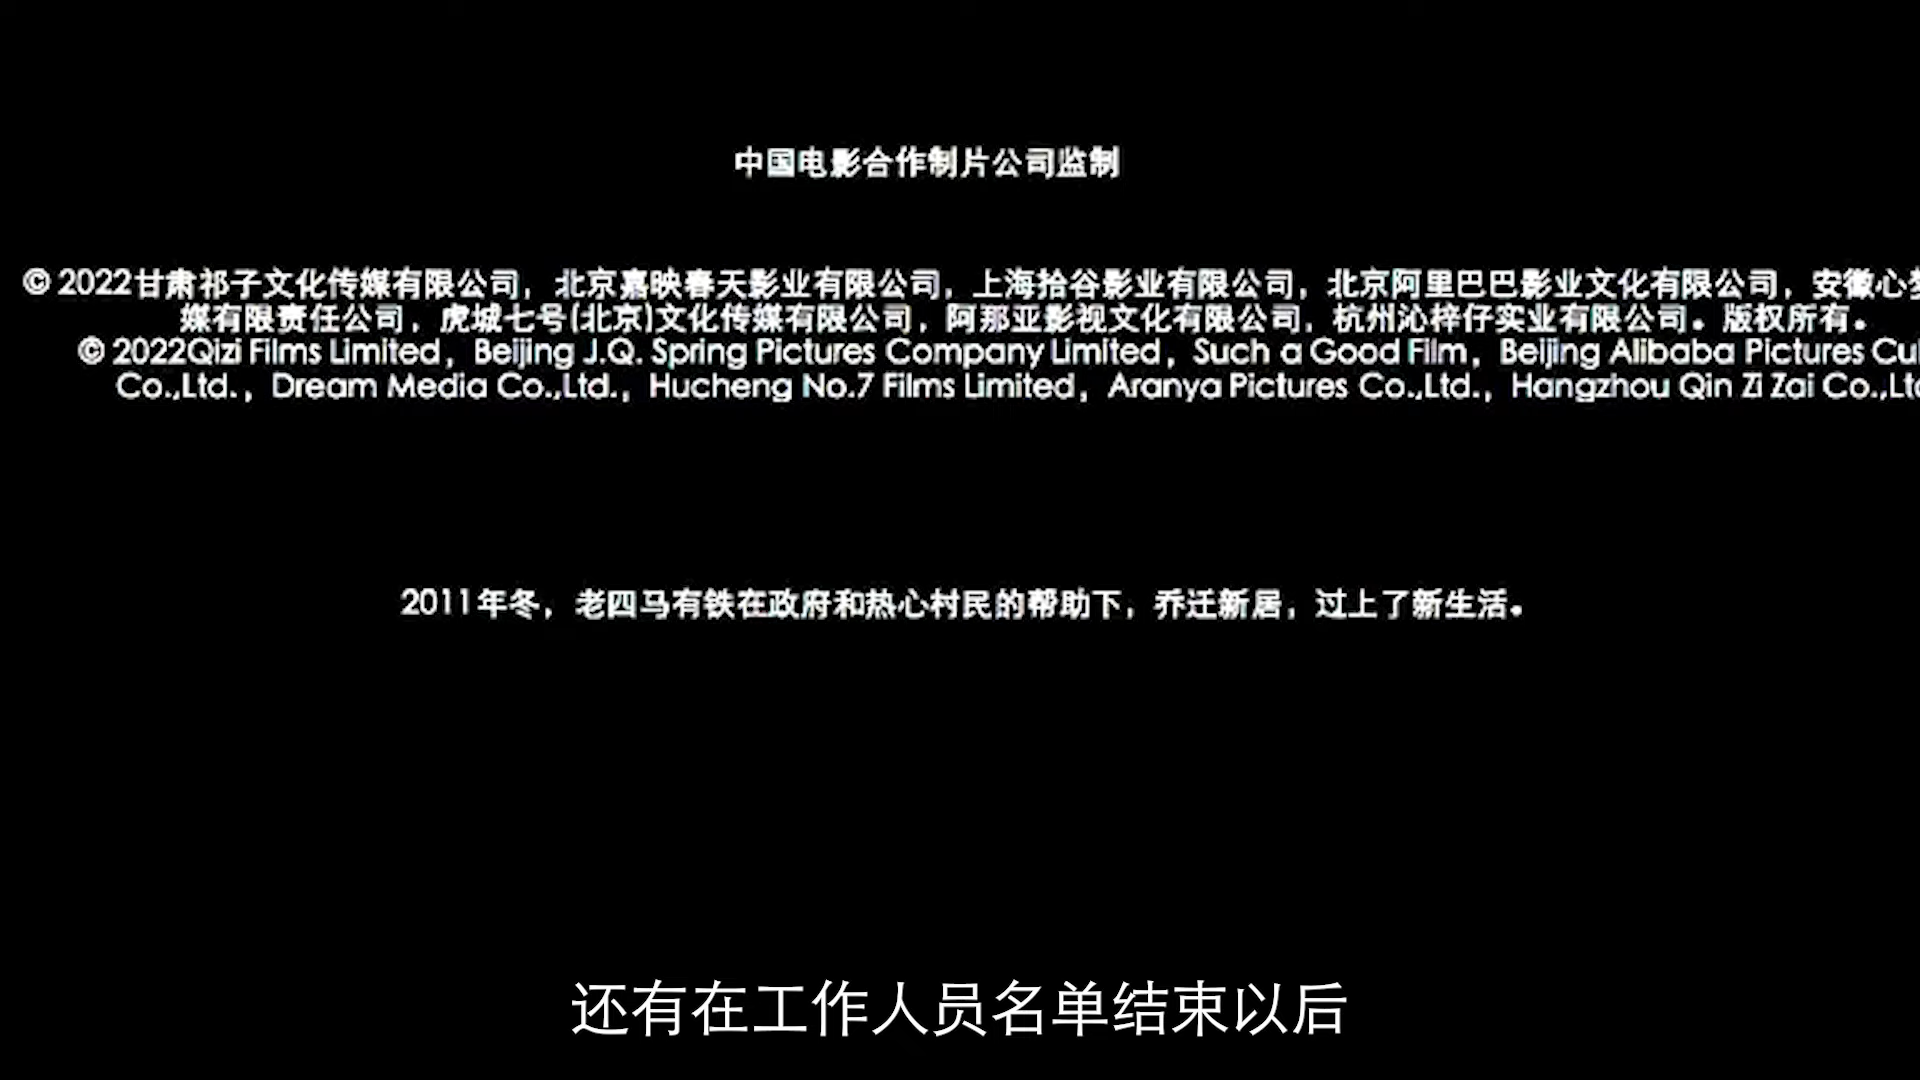 中国电影合作制片公司监制
© 2022甘肃祁子文化传媒有限公司，北京嘉映春天影业有限公司，上海拾谷影业有限公司，北京阿里巴巴影业文化有限公司，安徽心
媒有限责任公司，虎城七号(北京)文化传媒有限公司，阿那亚影视文化有限公司，杭州沁梓仔实业有限公司。版权所有。
© 2022Qizi Films Limited，Beijing J.Q. Spring Pictures Company Limited，Such a Good Film，Beijing Alibaba Pictures
Co.,Ltd.，Dream Media Co.,Ltd.，Hucheng No.7 Films Limited，Aranya Pictures Co.,Ltd.，Hangzhou Qin Zi Zai Co.,
2011年冬，老四马有铁在政府和热心村民的帮助下，乔迁新居，过上了新生活。
还有在工作人员名单结束以后